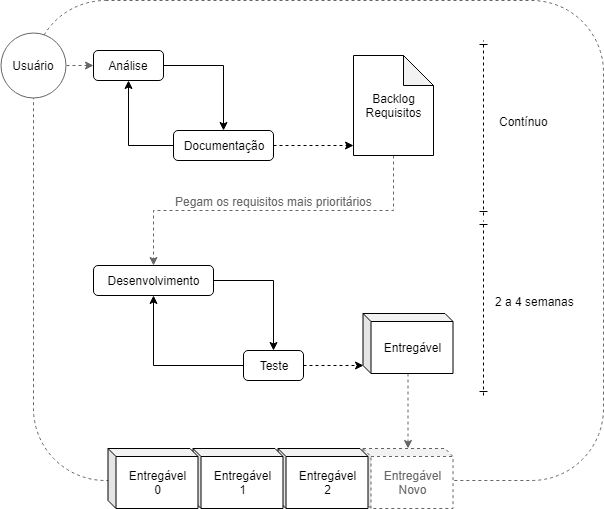 Usuário
Análise
Documentação
Backlog
Requisitos
Contínuo
Pegam os requisitos mais prioritários
Desenvolvimento
Teste
Entregável
2 a 4 semanas
Entregável
0
Entregável
1
Entregável
2
Entregável
Novo